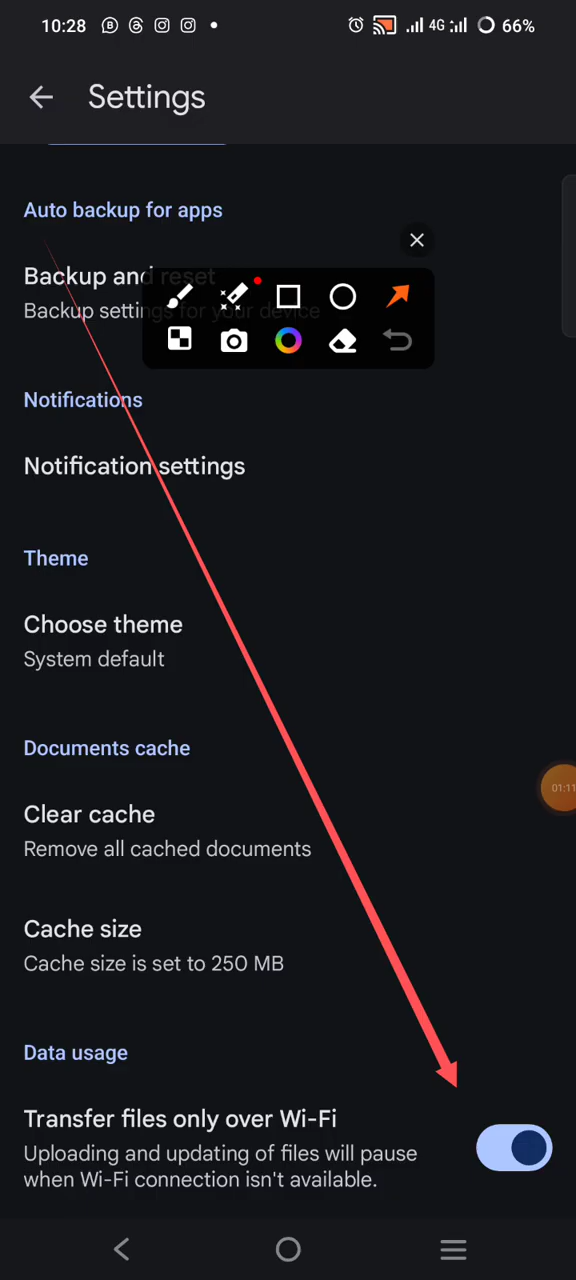 10:28 4G 66%
Settings
Auto backup for apps
Backup and reset
Backup settings for your device
Notifications
Notification settings
Theme
Choose theme
System default
Documents cache
Clear cache
Remove all cached documents
01:11
Cache size
Cache size is set to 250 MB
Data usage
Transfer files only over Wi-Fi
Uploading and updating of files will pause
when Wi-Fi connection isn't available.